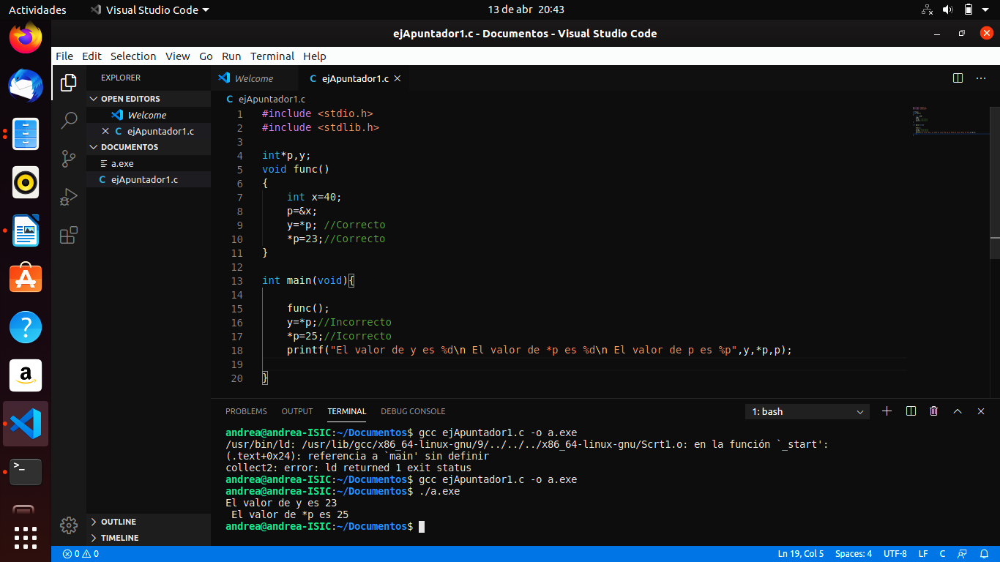 Actividades Visual Studio Code 13 de abr 20:43
ejApuntador1.c - Documentos - Visual Studio Code
File Edit Selection View Go Run Terminal Help
EXPLORER
OPEN EDITORS
Welcome
ejApuntador1.c
DOCUMENTOS
a.exe
C ejApuntador1.c
OUTLINE
TIMELINE
Welcome C ejApuntador1.c
C ejApuntador1.c
1 #include <stdio.h>
2 #include <stdlib.h>
3
4 int*p,y;
5 void func()
6 {
7 int x=40;
8 p=&x;
9 y=*p; //Correcto
10 *p=23;//Correcto
11 }
12
13 int main(void){
14
15 func();
16 y=*p;//Incorrecto
17 *p=25;//Icorrecto
18 printf("El valor de y es %d\n El valor de *p es %d\n El valor de p es %p",y,*p,p);
19
20 }
PROBLEMS OUTPUT TERMINAL DEBUG CONSOLE 1: bash
andrea@andrea-ISIC:~/Documentos$ gcc ejApuntador1.c -o a.exe
/usr/bin/ld: /usr/lib/gcc/x86_64-linux-gnu/9/../../../x86_64-linux-gnu/Scrt1.o: en la función `_start':
(.text+0x24): referencia a `main' sin definir
collect2: error: ld returned 1 exit status
andrea@andrea-ISIC:~/Documentos$ gcc ejApuntador1.c -o a.exe
andrea@andrea-ISIC:~/Documentos$ ./a.exe
El valor de y es 23
El valor de *p es 25
andrea@andrea-ISIC:~/Documentos$
0 0 Ln 19, Col 5 Spaces: 4 UTF-8 LF C